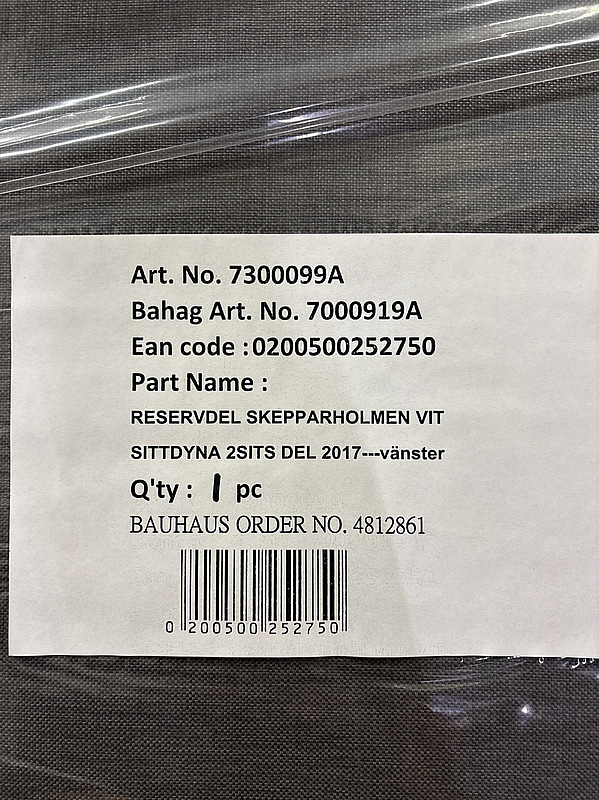 Art. No. 7300099A
Bahag Art. No. 7000919A
Ean code :0200500252750
Part Name :
RESERVDEL SKEPPARHOLMEN VIT
SITTDYNA 2SITS DEL 2017---vänster
Q'ty : 1 pc
BAUHAUS ORDER NO. 4812861
0 200500 252750